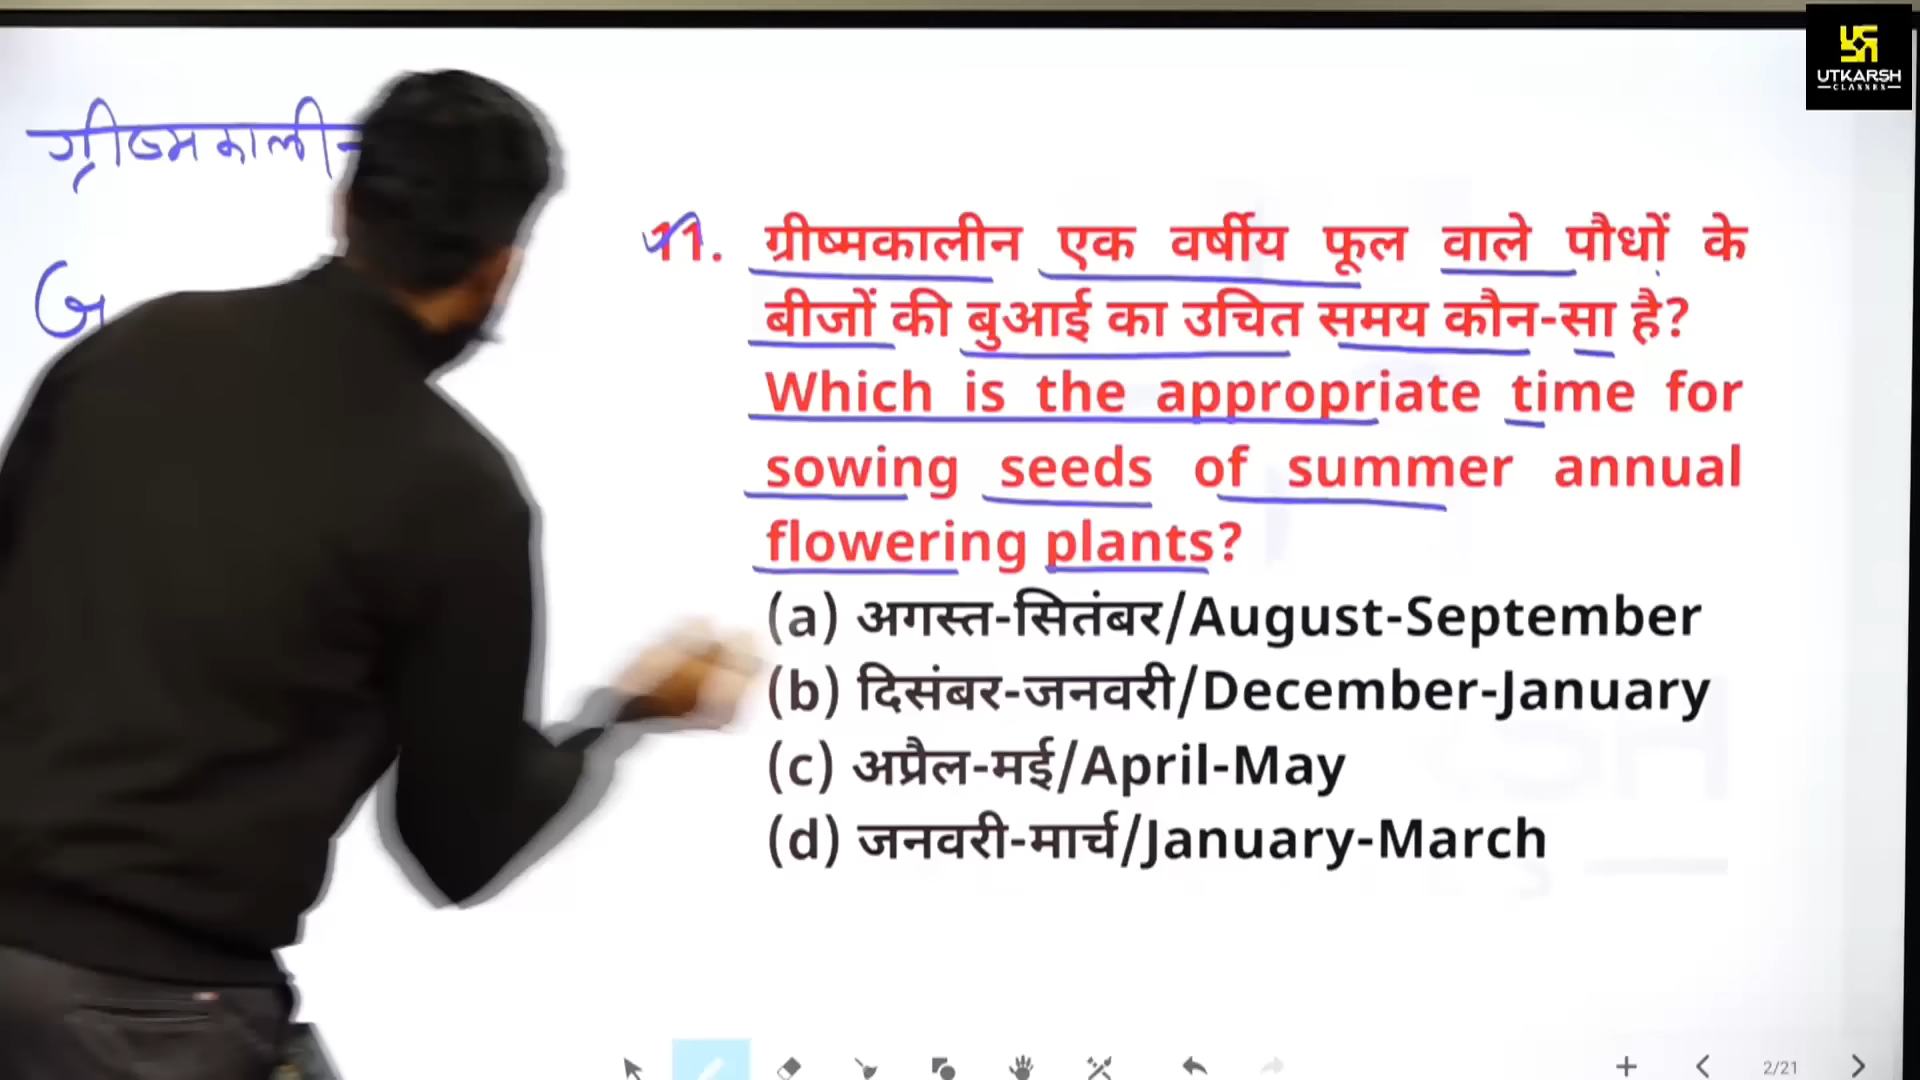 UTKARSH
CLASSES
ग्रीष्मकालीन
11. ग्रीष्मकालीन एक वर्षीय फूल वाले पौधों के
बीजों की बुआई का उचित समय कौन-सा है?
Which is the appropriate time for
sowing seeds of summer annual
flowering plants?
(a) अगस्त-सितंबर/August-September
(b) दिसंबर-जनवरी/December-January
(c) अप्रैल-मई/April-May
(d) जनवरी-मार्च/January-March
2/21